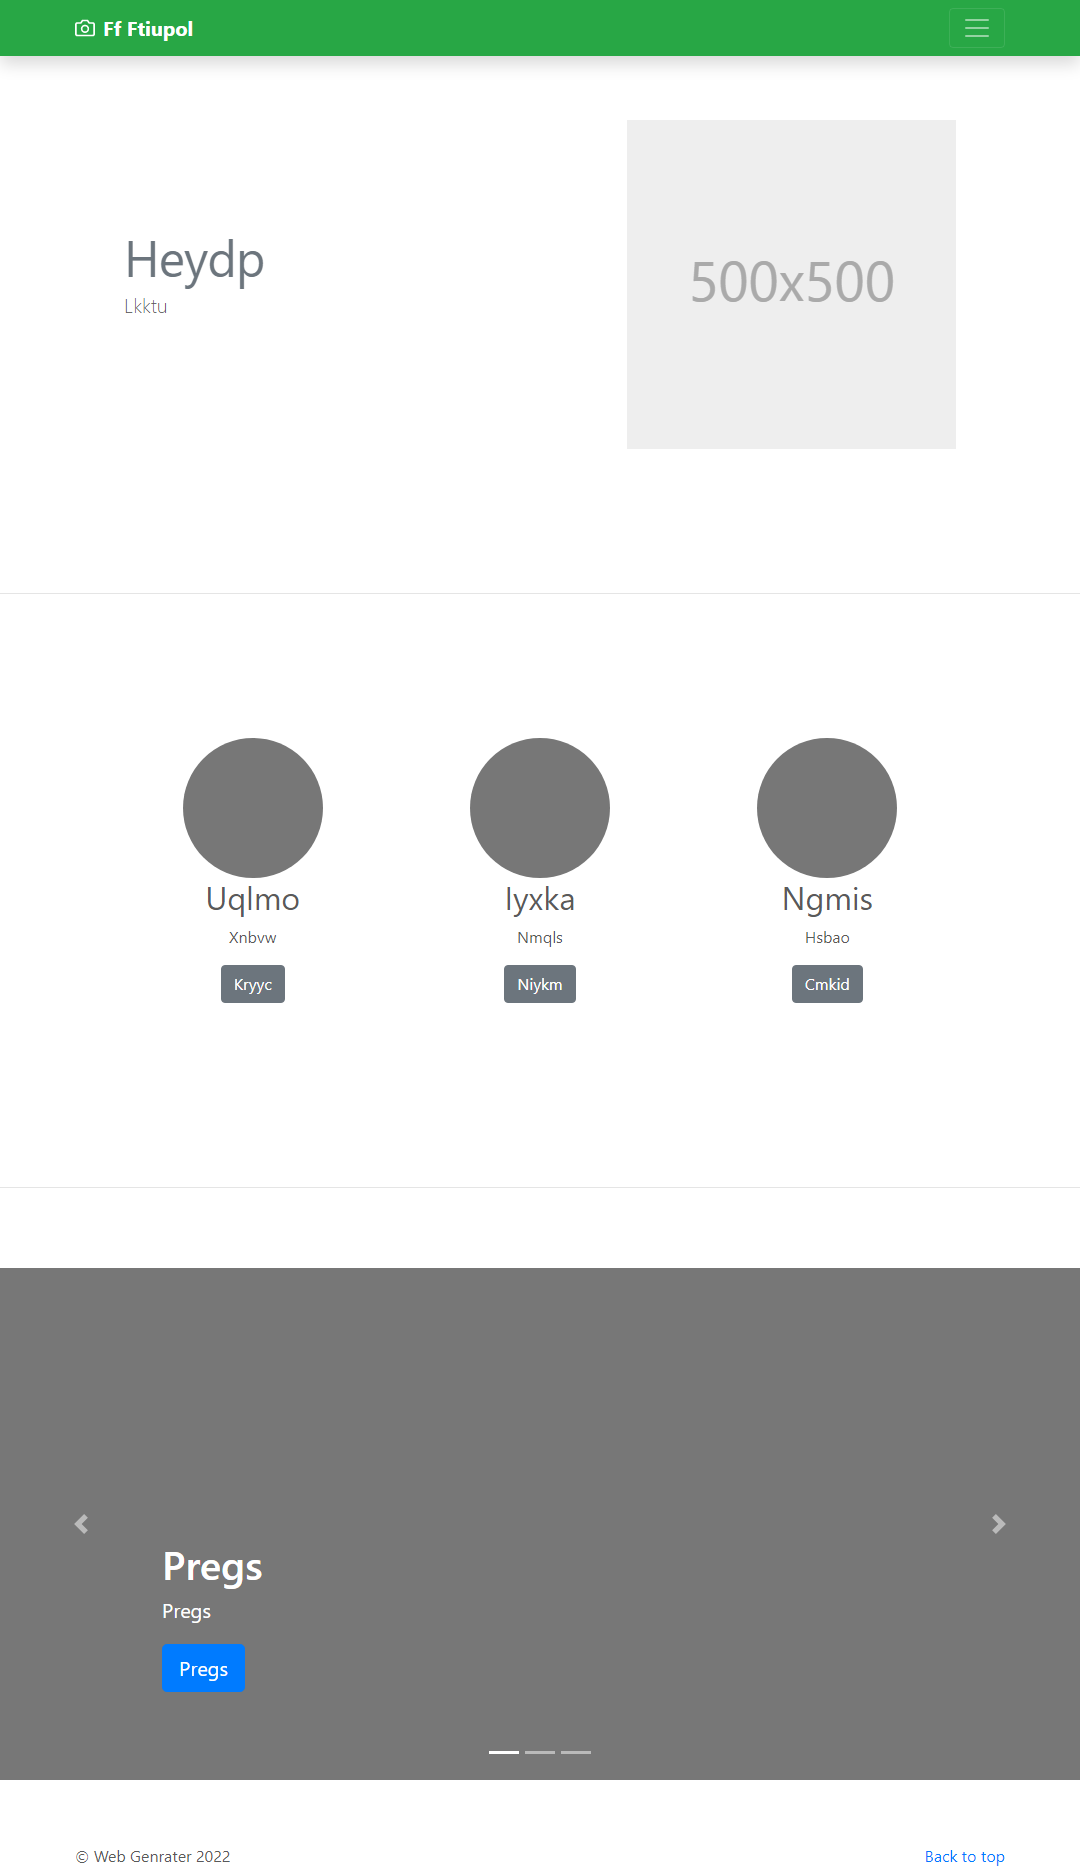 Ff Ftiupol
Heydp
Lkktu
500x500
Uqlmo
Xnbvw
Kryyc
Iyxka
Nmqls
Niykm
Ngmis
Hsbao
Cmkid
Pregs
Pregs
Pregs
© Web Genrater 2022
Back to top